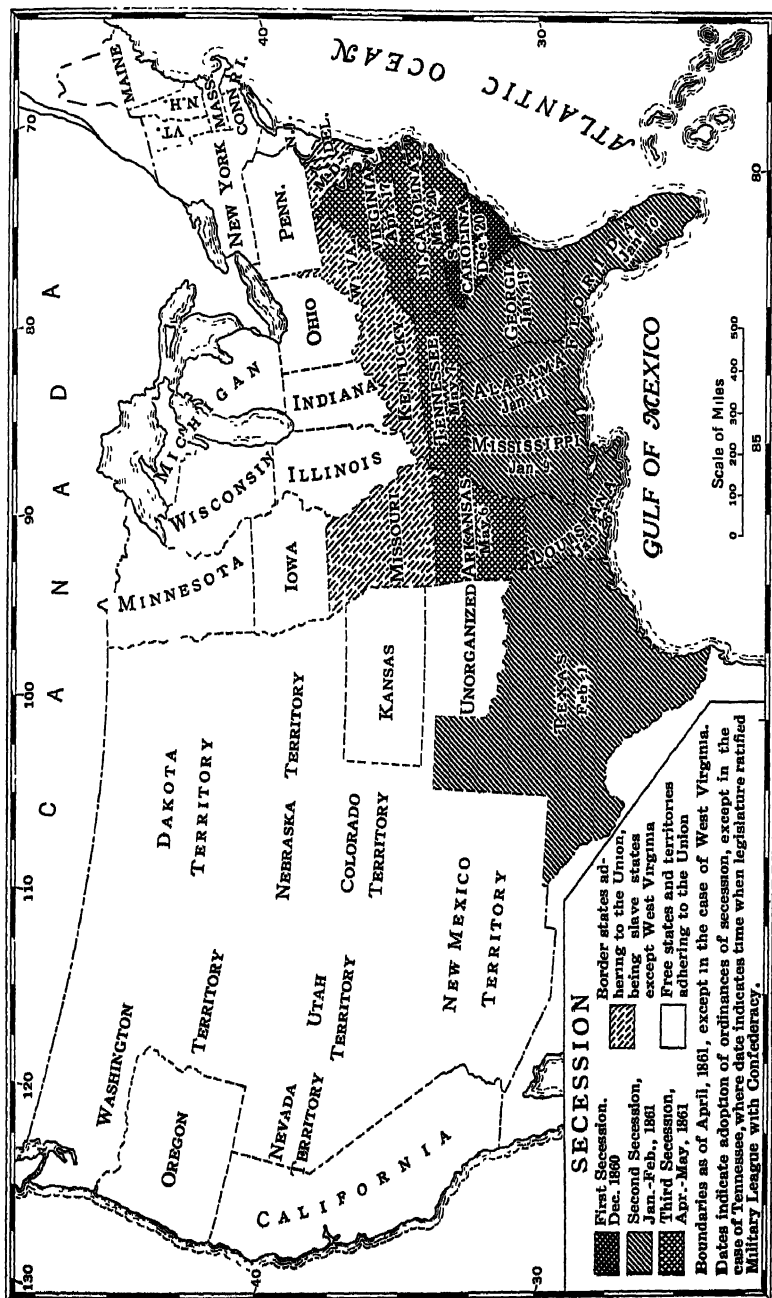 130
120
110
100
90
80
70
C A N A D A
WASHINGTON
TERRITORY
OREGON
DAKOTA
TERRITORY
MINNESOTA
WISCONSIN
MICHIGAN
MAINE
VT.
N.H.
MASS.
CONN.
R.I.
NEW YORK
40
40
NEVADA
TERRITORY
UTAH
TERRITORY
NEBRASKA
TERRITORY
COLORADO
TERRITORY
IOWA
ILLINOIS
INDIANA
OHIO
PENN.
N.J.
DEL.
MD.
CALIFORNIA
KANSAS
MISSOURI
KENTUCKY
W. VA.
VIRGINIA
Apr. 17
NEW MEXICO
TERRITORY
UNORGANIZED
ARKANSAS
May 6
TENNESSEE
May 7
N. CAROLINA
May 20
S.
CAROLINA
Dec. 20
TEXAS
Feb. 1
LOUISIANA
MISSISSIPPI
Jan. 9
ALABAMA
Jan. 11
GEORGIA
Jan. 19
FLORIDA
Jan. 10
30
30
ATLANTIC OCEAN
GULF OF MEXICO
Scale of Miles
0 100 200 300 400 500
85
80
SECESSION
First Secession.
Dec. 1860
Second Secession,
Jan.-Feb., 1861
Third Secession,
Apr.-May, 1861
Border states ad-
hering to the Union,
being slave states
except West Virginia
Free states and territories
adhering to the Union
Boundaries as of April, 1861, except in the case of West Virginia.
Dates indicate adoption of ordinances of secession, except in the
case of Tennessee, where date indicates time when legislature ratified
Military League with Confederacy.